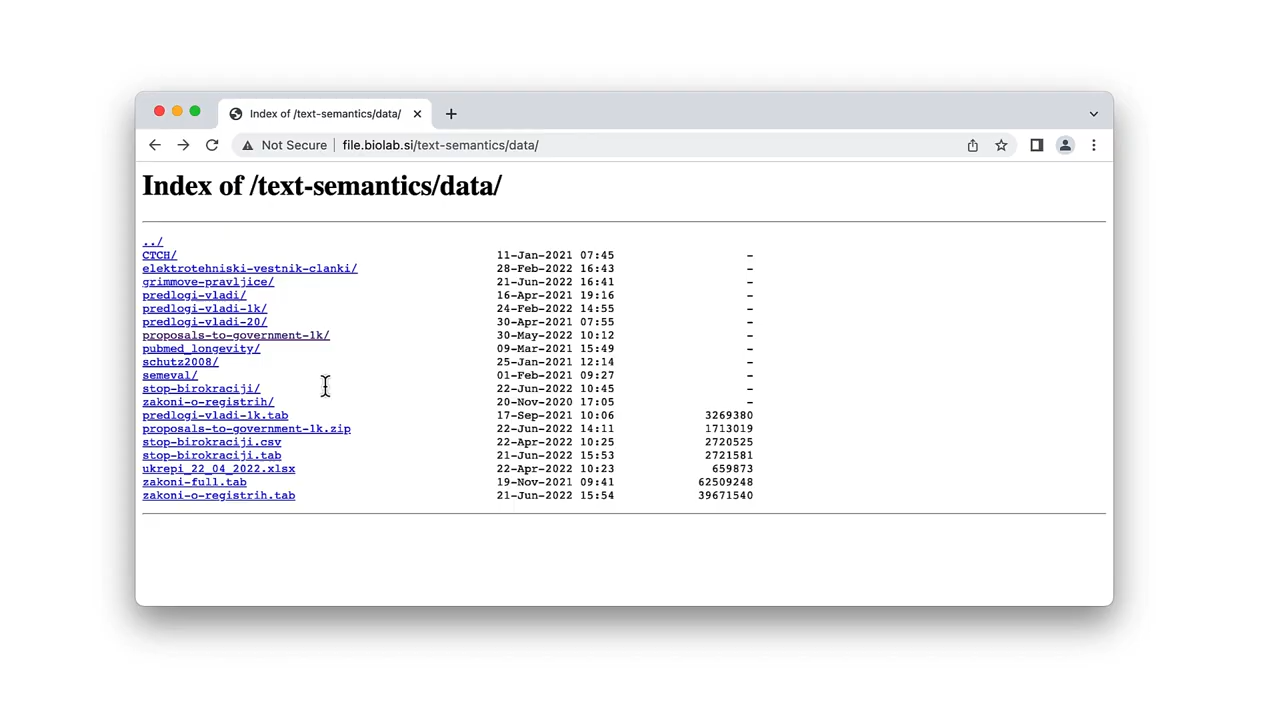 Index of /text-semantics/data/
Not Secure file.biolab.si/text-semantics/data/
Index of /text-semantics/data/
../
CTCH/ 11-Jan-2021 07:45 -
elektrotehniski-vestnik-clanki/ 28-Feb-2022 16:43 -
grimmove-pravljice/ 21-Jun-2022 16:41 -
predlogi-vladi/ 16-Apr-2021 19:16 -
predlogi-vladi-1k/ 24-Feb-2022 14:55 -
predlogi-vladi-20/ 30-Apr-2021 07:55 -
proposals-to-government-1k/ 30-May-2022 10:12 -
pubmed_longevity/ 09-Mar-2021 15:49 -
schutz2008/ 25-Jan-2021 12:14 -
semeval/ 01-Feb-2021 09:27 -
stop-birokraciji/ 22-Jun-2022 10:45 -
zakoni-o-registrih/ 20-Nov-2020 17:05 -
predlogi-vladi-1k.tab 17-Sep-2021 10:06 3269380
proposals-to-government-1k.zip 22-Jun-2022 14:11 1713019
stop-birokraciji.csv 22-Apr-2022 10:25 2720525
stop-birokraciji.tab 21-Jun-2022 15:53 2721581
ukrepi_22_04_2022.xlsx 22-Apr-2022 10:23 659873
zakoni-full.tab 19-Nov-2021 09:41 62509248
zakoni-o-registrih.tab 21-Jun-2022 15:54 39671540